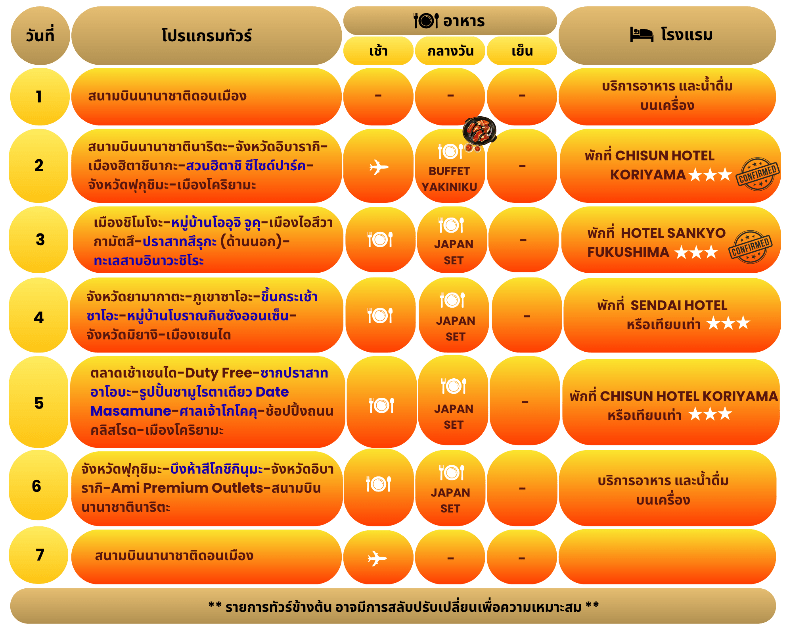 วันที่
โปรแกรมทัวร์
อาหาร
เช้า
กลางวัน
เย็น
โรงแรม
1
สนามบินนานาชาติดอนเมือง
-
-
-
บริการอาหาร และน้ำดื่ม
บนเครื่อง
2
สนามบินนานาชาตินาริตะ-จังหวัดอิบารากิ-
เมืองฮิตาชินากะ-สวนฮิตาชิ ซีไซด์ปาร์ค-
จังหวัดฟุกุชิมะ-เมืองโคริยามะ
BUFFET
YAKINIKU
-
พักที่ CHISUN HOTEL
KORIYAMA
CONFIRMED
3
เมืองชิโมโงะ-หมู่บ้านโออุจิ จูคุ-เมืองไอสึวา
กามัตสึ-ปราสาทสึรุกะ (ด้านนอก)-
ทะเลสาบอินาวะชิโระ
JAPAN
SET
-
พักที่ HOTEL SANKYO
FUKUSHIMA
CONFIRMED
4
จังหวัดยามากาตะ-ภูเขาซาโอะ-ขึ้นกระเช้า
ซาโอะ-หมู่บ้านโบราณกินซังออนเซ็น-
จังหวัดมิยางิ-เมืองเซนได
JAPAN
SET
-
พักที่ SENDAI HOTEL
หรือเทียบเท่า
5
ตลาดเช้าเซนได-Duty Free-ซากปราสาท
อาโอบะ-รูปปั้นซามูไรตาเดียว Date
Masamune-ศาลเจ้าโกโคคุ-ช้อปปิ้งถนน
คลิสโรด-เมืองโคริยามะ
JAPAN
SET
-
พักที่ CHISUN HOTEL KORIYAMA
หรือเทียบเท่า
6
จังหวัดฟุกุชิมะ-บึงห้าสีโกชิกินุมะ-จังหวัดอิบา
รากิ-Ami Premium Outlets-สนามบิน
นานาชาตินาริตะ
JAPAN
SET
-
บริการอาหาร และน้ำดื่ม
บนเครื่อง
7
สนามบินนานาชาติดอนเมือง
-
-
** รายการทัวร์ข้างต้น อาจมีการสลับปรับเปลี่ยนเพื่อความเหมาะสม **